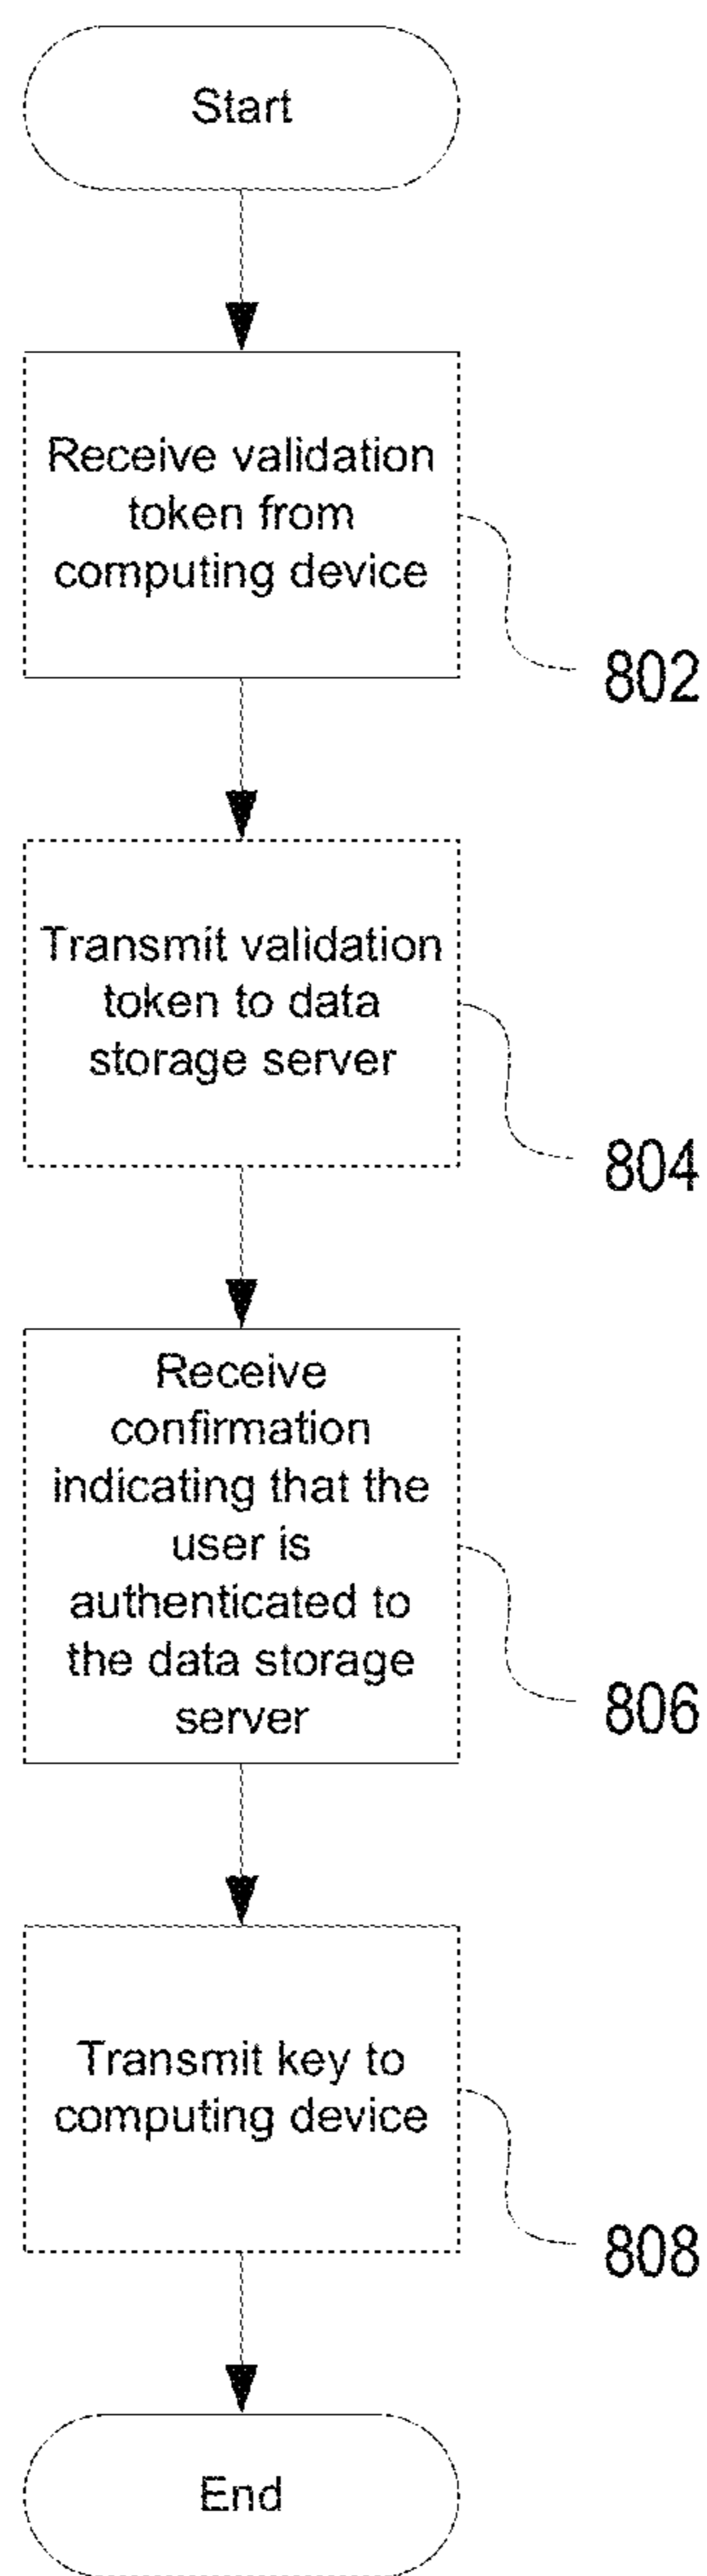 Start
Receive validation
token from
computing device
802
Transmit validation
token to data
storage server
804
Receive
confirmation
indicating that the
user is
authenticated to
the data storage
server
806
Transmit key to
computing device
808
End